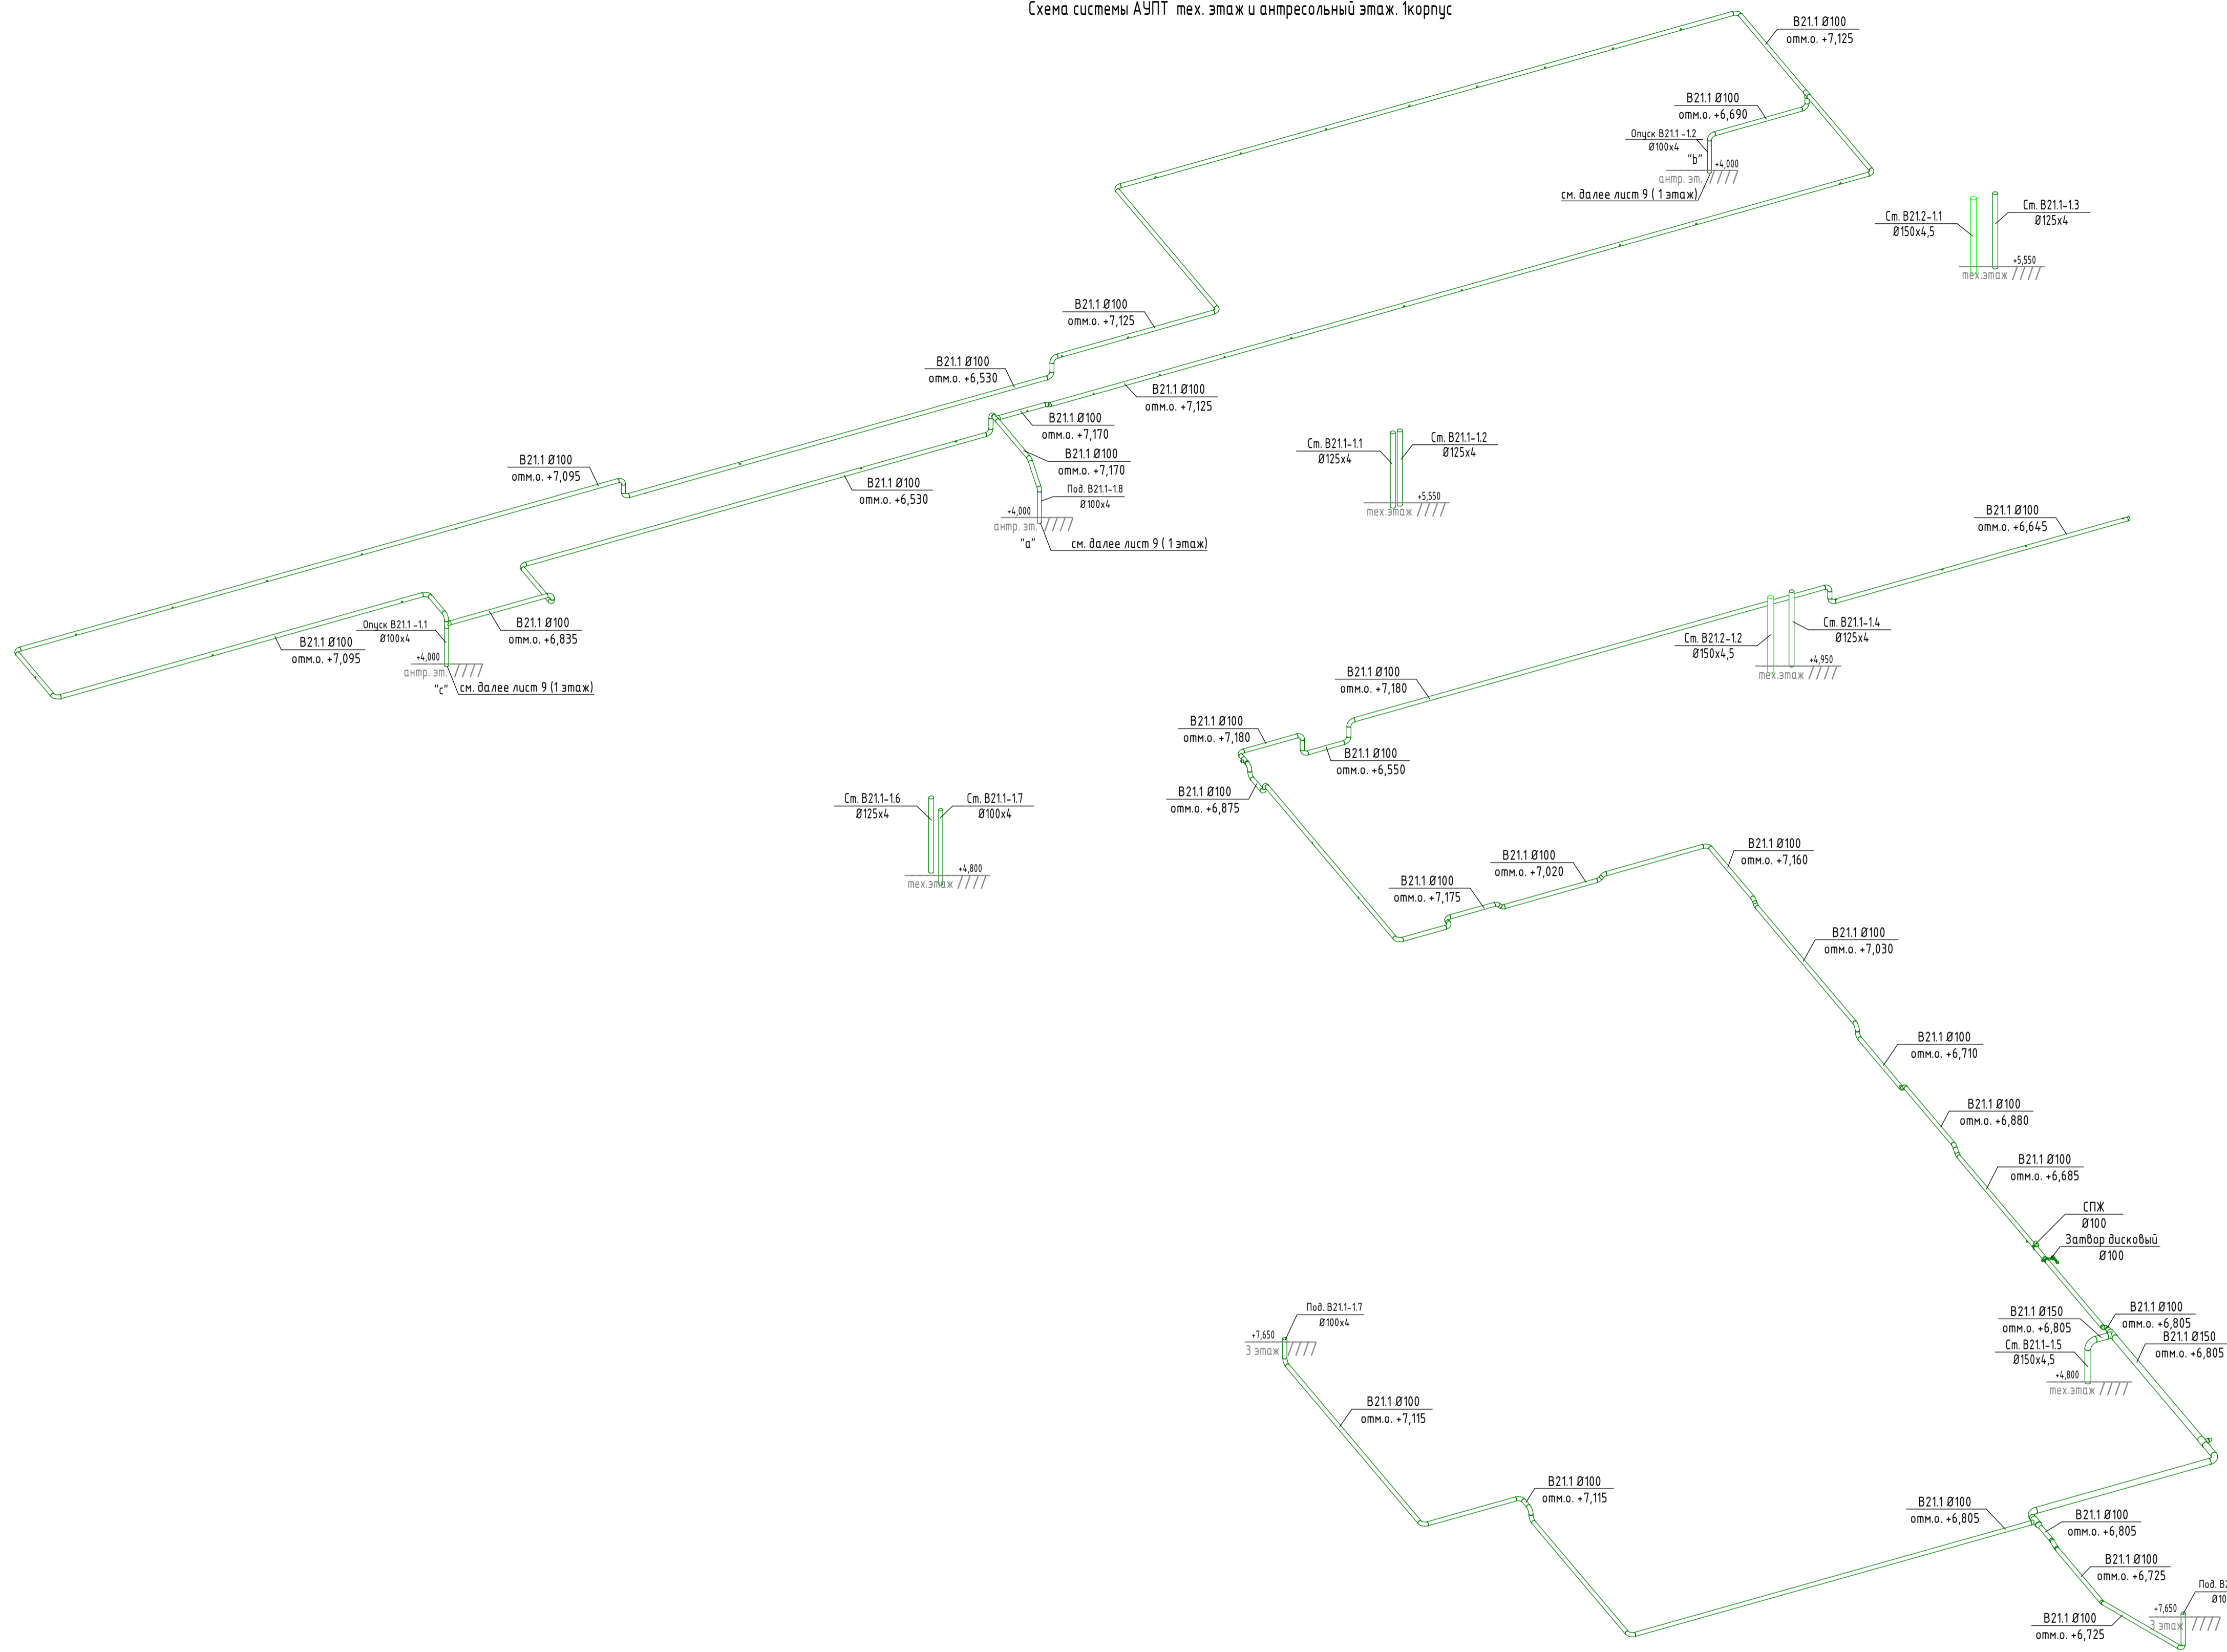 Схема системы АУПТ тех. этаж и антресольный этаж. 1корпус
В21.1 Ø100
отм.о. +7,125
В21.1 Ø100
отм.о. +6,690
Опуск В21.1 -1.2
Ø100х4
"b"
+4,000
антр. эт.
см. далее лист 9 ( 1 этаж)
Ст. В21.2-1.1
Ø150х4,5
Ст. В21.1-1.3
Ø125х4
+5,550
тех.этаж
В21.1 Ø100
отм.о. +7,125
В21.1 Ø100
отм.о. +6,530
В21.1 Ø100
отм.о. +7,125
В21.1 Ø100
отм.о. +7,170
В21.1 Ø100
отм.о. +7,170
Под. В21.1-1.8
Ø100х4
+4,000
антр. эт.
"а"
см. далее лист 9 ( 1 этаж)
Ст. В21.1-1.1
Ø125х4
Ст. В21.1-1.2
Ø125х4
+5,550
тех.этаж
В21.1 Ø100
отм.о. +7,095
В21.1 Ø100
отм.о. +6,530
В21.1 Ø100
отм.о. +6,645
Опуск В21.1 -1.1
Ø100х4
В21.1 Ø100
отм.о. +6,835
В21.1 Ø100
отм.о. +7,095
+4,000
антр. эт.
"с"
см. далее лист 9 (1 этаж)
Ст. В21.2-1.2
Ø150х4,5
Ст. В21.1-1.4
Ø125х4
+4,950
тех.этаж
В21.1 Ø100
отм.о. +7,180
В21.1 Ø100
отм.о. +7,180
В21.1 Ø100
отм.о. +6,550
В21.1 Ø100
отм.о. +6,875
Ст. В21.1-1.6
Ø125х4
Ст. В21.1-1.7
Ø100х4
+4,800
тех.этаж
В21.1 Ø100
отм.о. +7,160
В21.1 Ø100
отм.о. +7,020
В21.1 Ø100
отм.о. +7,175
В21.1 Ø100
отм.о. +7,030
В21.1 Ø100
отм.о. +6,710
В21.1 Ø100
отм.о. +6,880
В21.1 Ø100
отм.о. +6,685
СПЖ
Ø100
Затвор дисковый
Ø100
В21.1 Ø150
отм.о. +6,805
В21.1 Ø100
отм.о. +6,805
В21.1 Ø150
отм.о. +6,805
Ст. В21.1-1.5
Ø150х4,5
+4,800
тех.этаж
Под. В21.1-1.7
Ø100х4
+7,650
3 этаж
В21.1 Ø100
отм.о. +7,115
В21.1 Ø100
отм.о. +7,115
В21.1 Ø100
отм.о. +6,805
В21.1 Ø100
отм.о. +6,805
В21.1 Ø100
отм.о. +6,725
Под.
+7,650
3 этаж
В21.1 Ø100
отм.о. +6,725